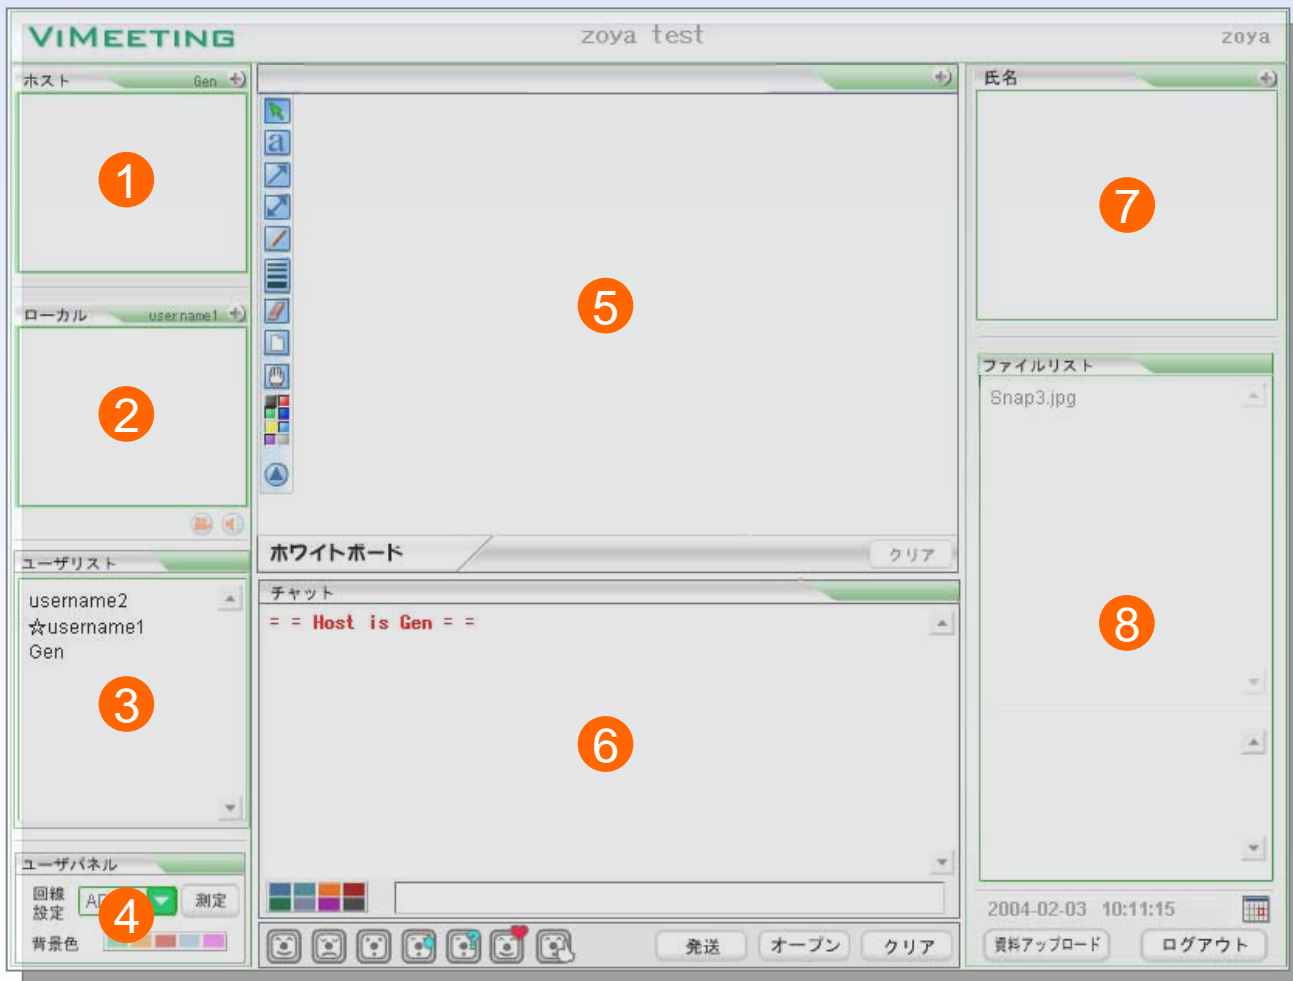 ViMEETING
zoya test
zoya
ホスト
Gen
1
ローカル
username1
2
ユーザリスト
username2
☆username1
Gen
3
ユーザパネル
回線
設定
測定
4
背景色
a
5
ホワイトボード
クリア
チャット
= = Host is Gen = =
6
発送
オープン
クリア
氏名
7
ファイルリスト
Snap3.jpg
8
2004-02-03 10:11:15
資料アップロード
ログアウト